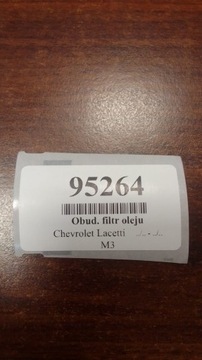 95264
Obud. filtr oleju
Chevrolet Lacetti ../.. - ../..
M3